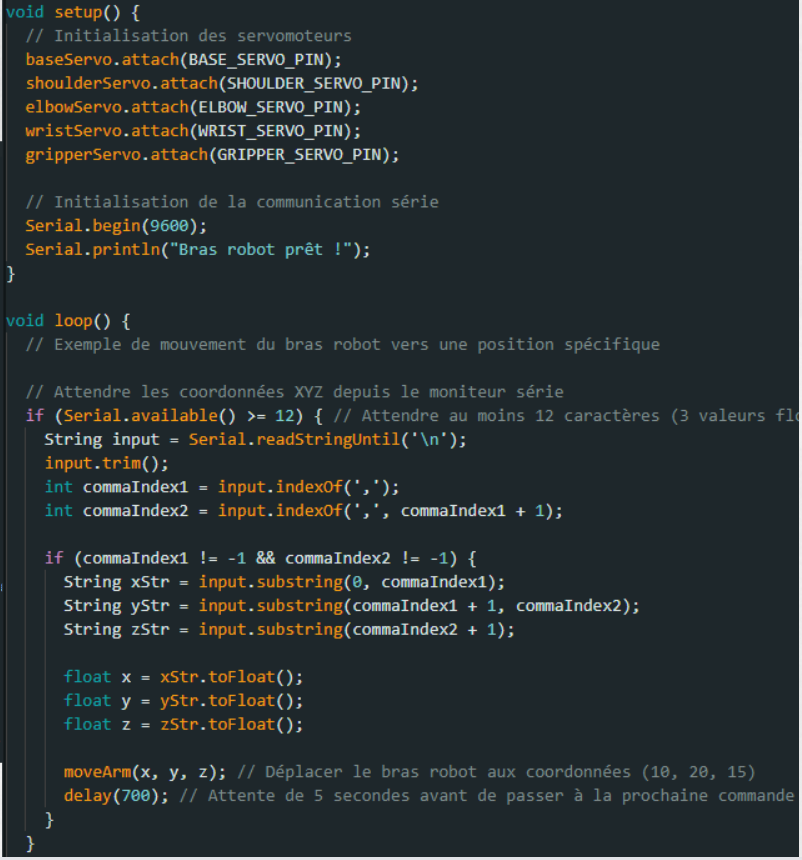 void setup() {
// Initialisation des servomoteurs
baseServo.attach(BASE_SERVO_PIN);
shoulderServo.attach(SHOULDER_SERVO_PIN);
elbowServo.attach(ELBOW_SERVO_PIN);
wristServo.attach(WRIST_SERVO_PIN);
gripperServo.attach(GRIPPER_SERVO_PIN);
// Initialisation de la communication série
Serial.begin(9600);
Serial.println("Bras robot prêt !");
}
void loop() {
// Exemple de mouvement du bras robot vers une position spécifique
// Attendre les coordonnées XYZ depuis le moniteur série
if (Serial.available() >= 12) { // Attendre au moins 12 caractères (3 valeurs flo
String input = Serial.readStringUntil('\n');
input.trim();
int commaIndex1 = input.indexOf(',');
int commaIndex2 = input.indexOf(',', commaIndex1 + 1);
if (commaIndex1 != -1 && commaIndex2 != -1) {
String xStr = input.substring(0, commaIndex1);
String yStr = input.substring(commaIndex1 + 1, commaIndex2);
String zStr = input.substring(commaIndex2 + 1);
float x = xStr.toFloat();
float y = yStr.toFloat();
float z = zStr.toFloat();
moveArm(x, y, z); // Déplacer le bras robot aux coordonnées (10, 20, 15)
delay(700); // Attente de 5 secondes avant de passer à la prochaine commande
}
}